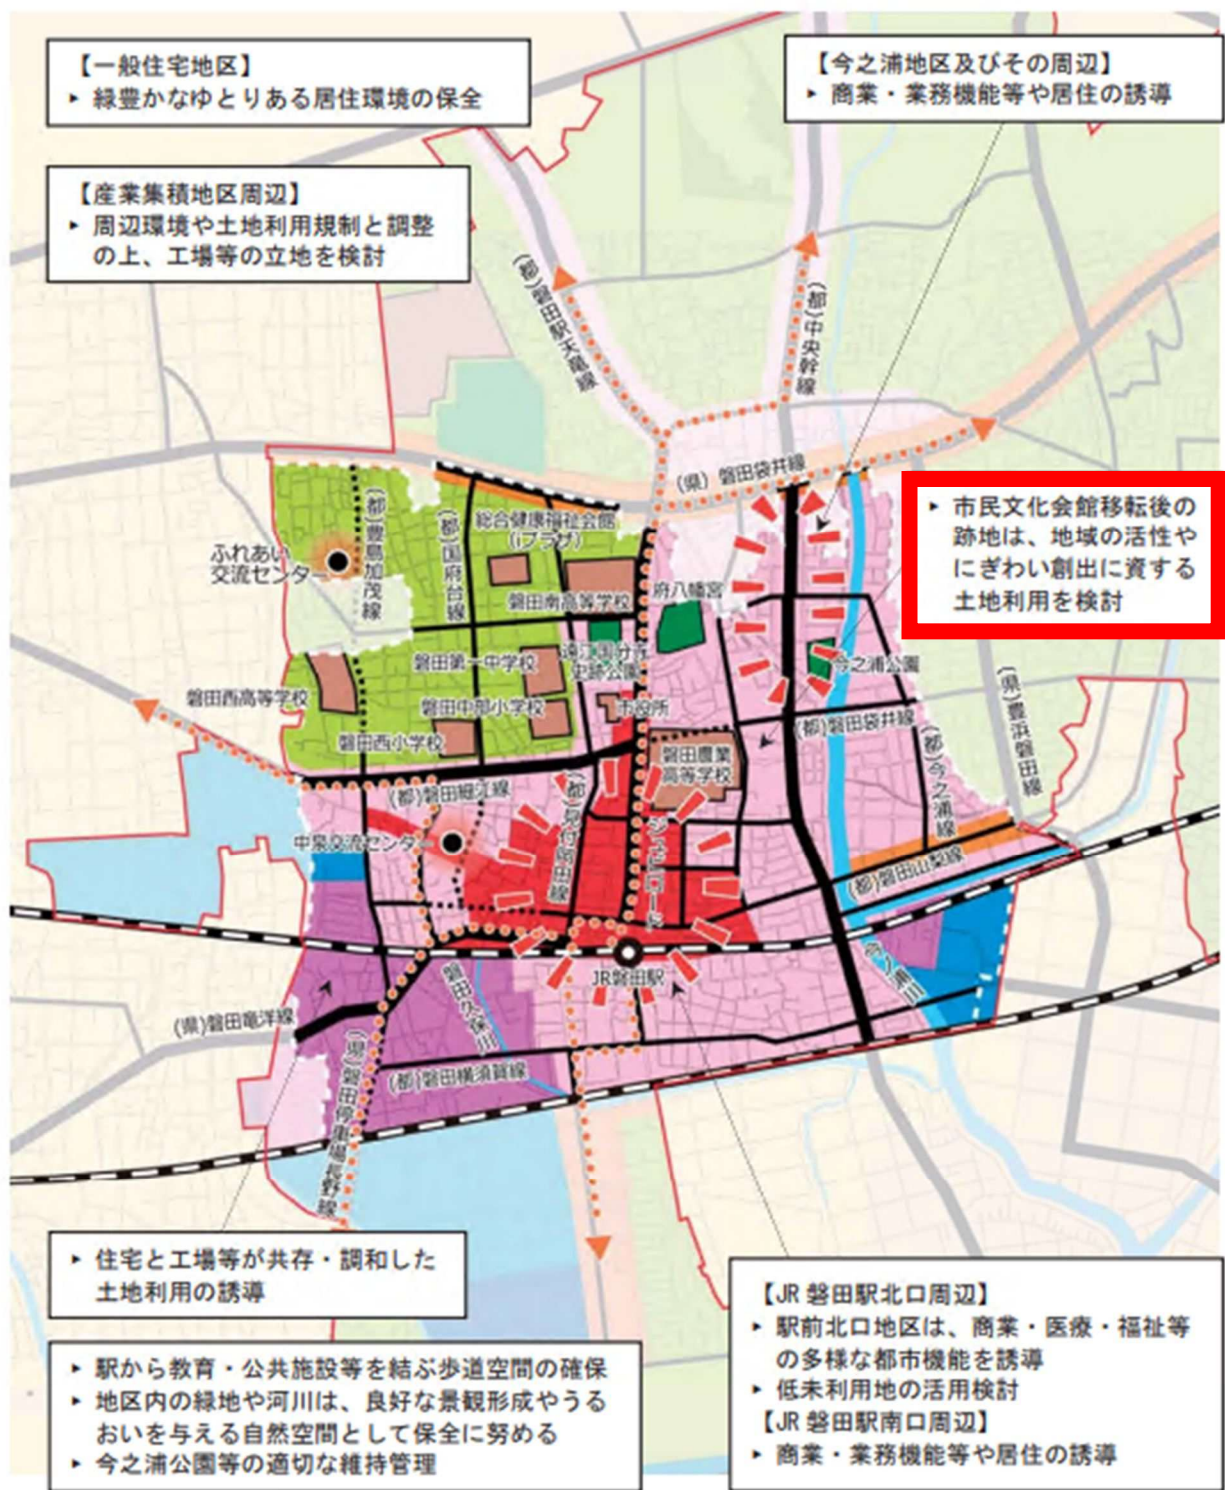 【一般住宅地区】
▸ 緑豊かなゆとりある居住環境の保全
【今之浦地区及びその周辺】
▸ 商業・業務機能等や居住の誘導
【産業集積地区周辺】
▸ 周辺環境や土地利用規制と調整
の上、工場等の立地を検討
(都)磐田駅天竜線
(都)中央幹線
(県)磐田袋井線
▸ 市民文化会館移転後の
跡地は、地域の活性や
にぎわい創出に資する
土地利用を検討
ふれあい
交流センター
(都)豊島加茂線
(都)国府台線
総合健康福祉会館
(iプラザ)
磐田南高等学校
府八幡宮
遠江国分寺
史跡公園
磐田第一中学校
今之浦公園
磐田西高等学校
磐田中部小学校
市役所
磐田西小学校
磐田農業
高等学校
(都)磐田袋井線
(県)豊浜磐田線
(都)今之浦線
(都)磐田細江線
(都)見付岡田線
ジュビロード
中泉交流センター
(都)磐田山梨線
JR磐田駅
今ノ浦川
磐田久保川
(県)磐田竜洋線
(都)磐田横須賀線
(県)磐田停車場長野線
▸ 住宅と工場等が共存・調和した
土地利用の誘導
▸ 駅から教育・公共施設等を結ぶ歩道空間の確保
▸ 地区内の緑地や河川は、良好な景観形成やうる
おいを与える自然空間として保全に努める
▸ 今之浦公園等の適切な維持管理
【JR 磐田駅北口周辺】
▸ 駅前北口地区は、商業・医療・福祉等
の多様な都市機能を誘導
▸ 低未利用地の活用検討
【JR 磐田駅南口周辺】
▸ 商業・業務機能等や居住の誘導